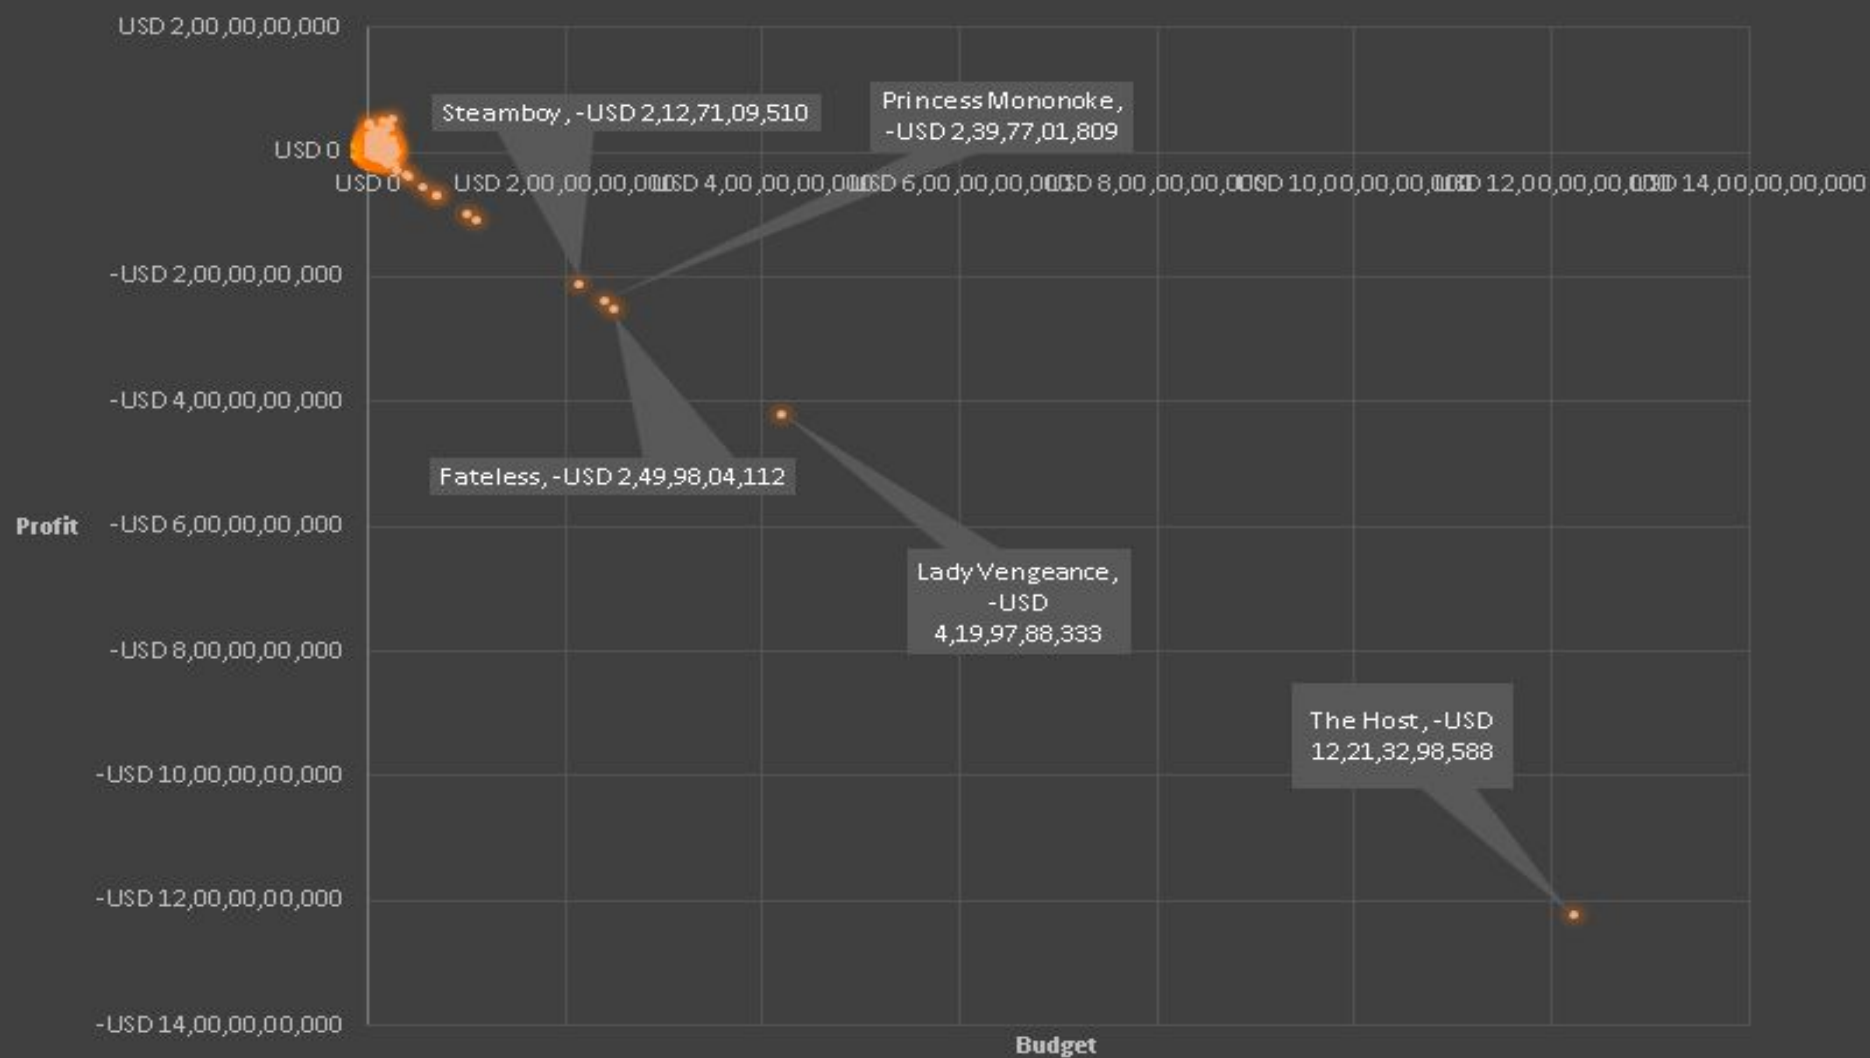 USD 2,00,00,00,000
Steamboy, -USD 2,12,71,09,510
Princess Mononoke,
-USD 2,39,77,01,809
USD 0
USD 0
USD 2,00,00,00,000
USD 4,00,00,00,000
USD 6,00,00,00,000
USD 8,00,00,00,000
USD 10,00,00,00,000
USD 12,00,00,00,000
USD 14,00,00,00,000
-USD 2,00,00,00,000
-USD 4,00,00,00,000
Fateless, -USD 2,49,98,04,112
Profit
-USD 6,00,00,00,000
Lady Vengeance,
-USD
4,19,97,88,333
-USD 8,00,00,00,000
The Host, -USD
12,21,32,98,588
-USD 10,00,00,00,000
-USD 12,00,00,00,000
-USD 14,00,00,00,000
Budget